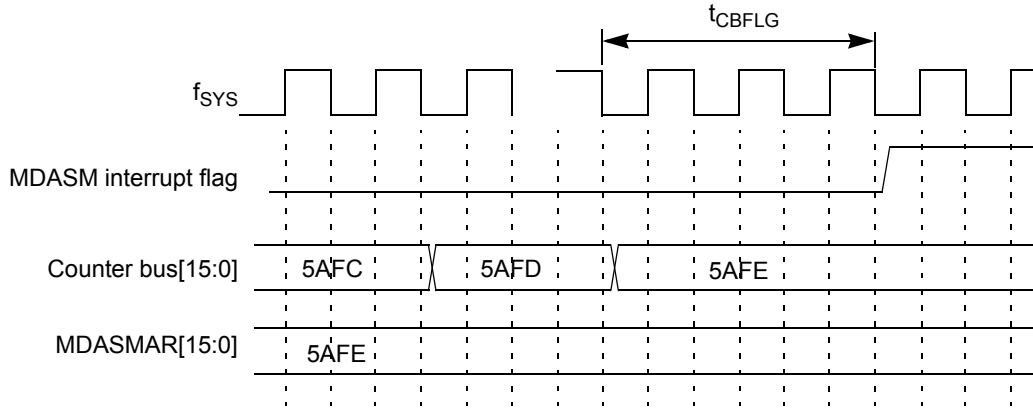 tCBFLG
fSYS
MDASM interrupt flag
Counter bus[15:0] 5AFC 5AFD 5AFE
MDASMAR[15:0] 5AFE